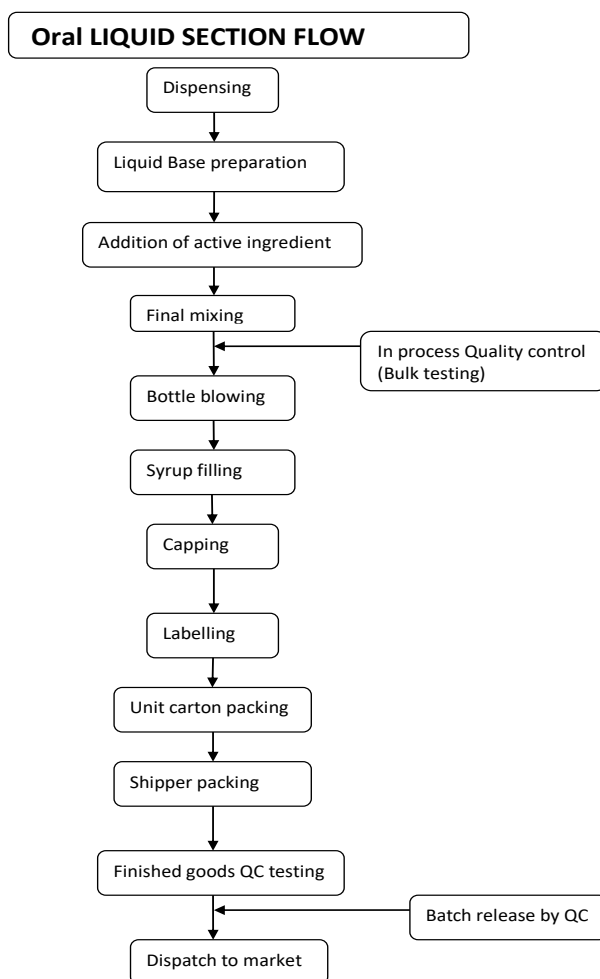 Oral LIQUID SECTION FLOW
Dispensing
Liquid Base preparation
Addition of active ingredient
Final mixing
In process Quality control
(Bulk testing)
Bottle blowing
Syrup filling
Capping
Labelling
Unit carton packing
Shipper packing
Finished goods QC testing
Batch release by QC
Dispatch to market